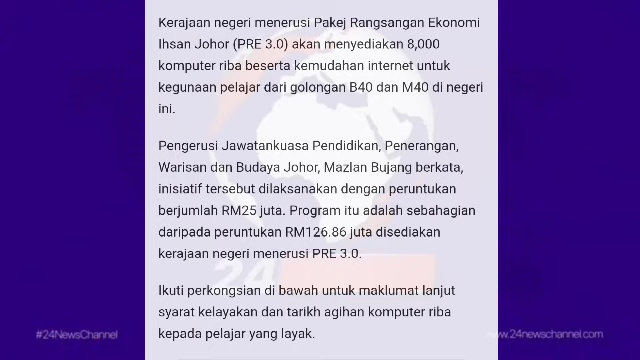 Kerajaan negeri menerusi Pakej Rangsangan Ekonomi
Ihsan Johor (PRE 3.0) akan menyediakan 8,000
komputer riba beserta kemudahan internet untuk
kegunaan pelajar dari golongan B40 dan M40 di negeri
ini.
Pengerusi Jawatankuasa Pendidikan, Penerangan,
Warisan dan Budaya Johor, Mazlan Bujang berkata,
inisiatif tersebut dilaksanakan dengan peruntukan
berjumlah RM25 juta. Program itu adalah sebahagian
daripada peruntukan RM126.86 juta disediakan
kerajaan negeri menerusi PRE 3.0.
24
Ikuti perkongsian di bawah untuk maklumat lanjut
syarat kelayakan dan tarikh agihan komputer riba
kepada pelajar yang layak.
#24NewsChannel
www.24newschannel.com